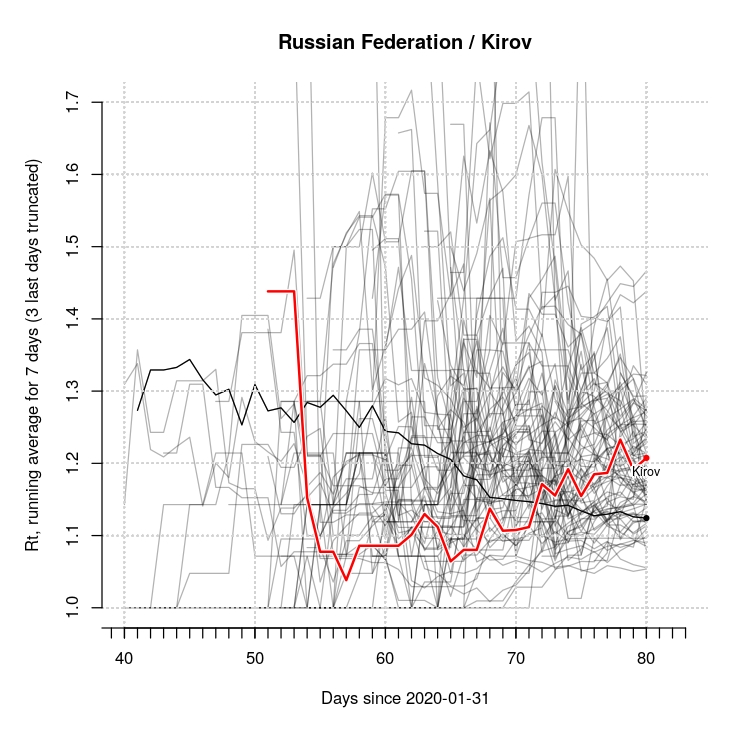 Russian Federation / Kirov
Rt, running average for 7 days (3 last days truncated)
1.7
1.6
1.5
1.4
1.3
1.2
1.1
1.0
Kirov
40 50 60 70 80
Days since 2020-01-31